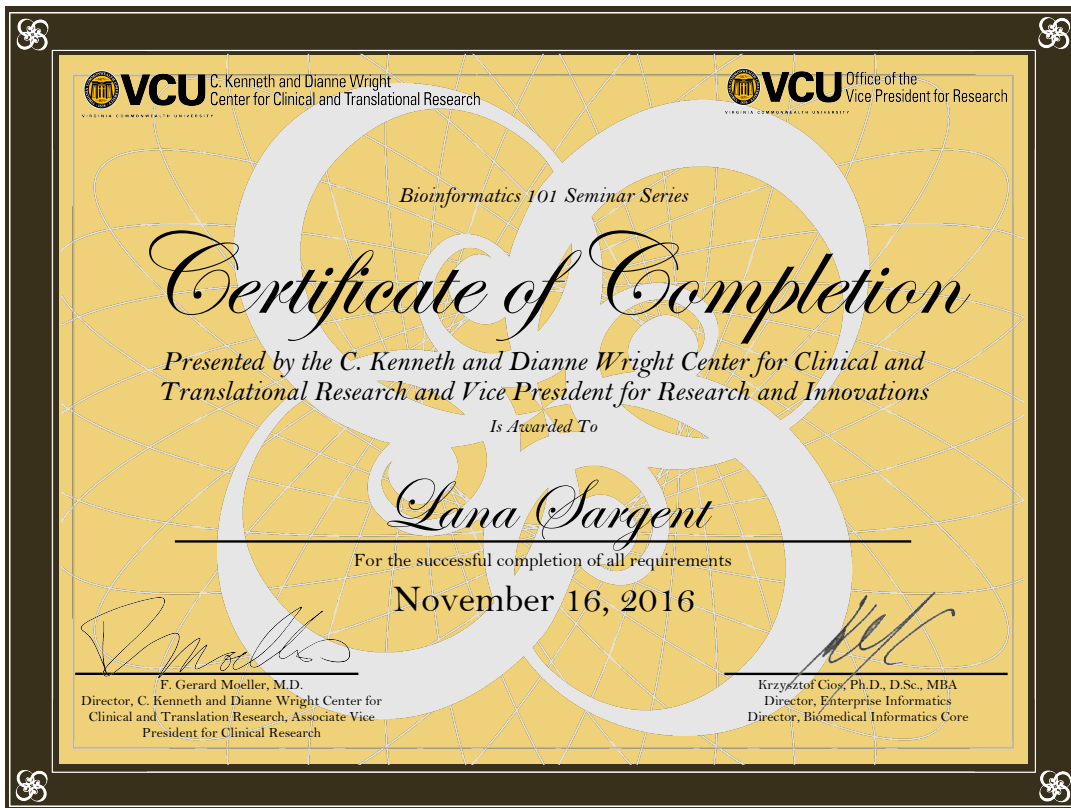 VCU
C. Kenneth and Dianne Wright
Center for Clinical and Translational Research
VIRGINIA COMMONWEALTH UNIVERSITY
VCU
Office of the
Vice President for Research
VIRGINIA COMMONWEALTH UNIVERSITY
Bioinformatics 101 Seminar Series
Certificate of Completion
Presented by the C. Kenneth and Dianne Wright Center for Clinical and
Translational Research and Vice President for Research and Innovations
Is Awarded To
Lana Sargent
For the successful completion of all requirements
November 16, 2016
F. Gerard Moeller, M.D.
Director, C. Kenneth and Dianne Wright Center for
Clinical and Translation Research, Associate Vice
President for Clinical Research
Krzysztof Cios, Ph.D., D.Sc., MBA
Director, Enterprise Informatics
Director, Biomedical Informatics Core